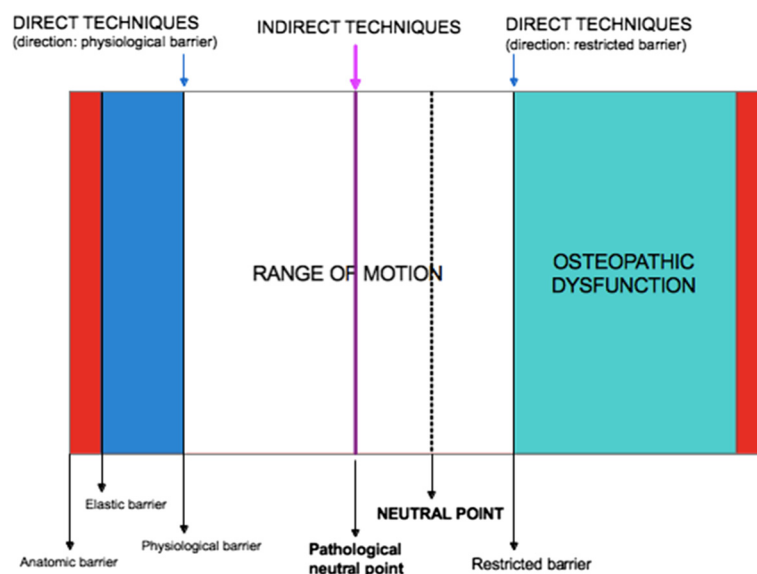 DIRECT TECHNIQUES
(direction: physiological barrier)
INDIRECT TECHNIQUES
DIRECT TECHNIQUES
(direction: restricted barrier)
RANGE OF MOTION
OSTEOPATHIC
DYSFUNCTION
Elastic barrier
NEUTRAL POINT
Anatomic barrier
Physiological barrier
Pathological
neutral point
Restricted barrier